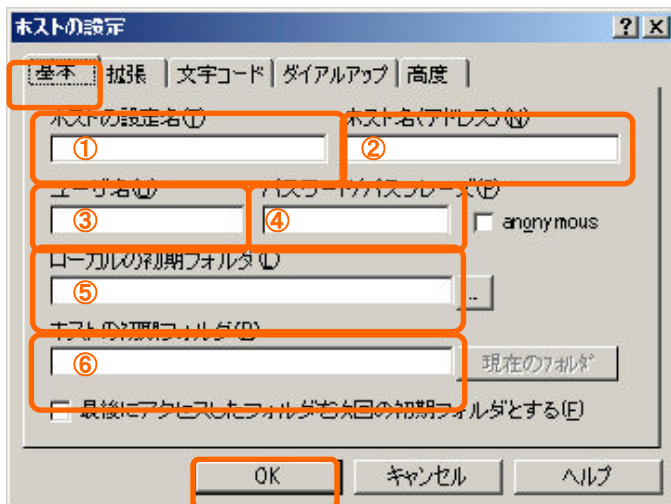 ホストの設定
基本 拡張 文字コード ダイアルアップ 高度
ホストの設定名(T) ホスト名(アドレス)(N)
① ②
ユーザ名(U) パスワード/パスフレーズ(P)
③ ④ anonymous
ローカルの初期フォルダ(L)
⑤ ...
ホストの初期フォルダ(R)
⑥ 現在のフォルダ
最後にアクセスしたフォルダを次回の初期フォルダとする(F)
OK キャンセル ヘルプ